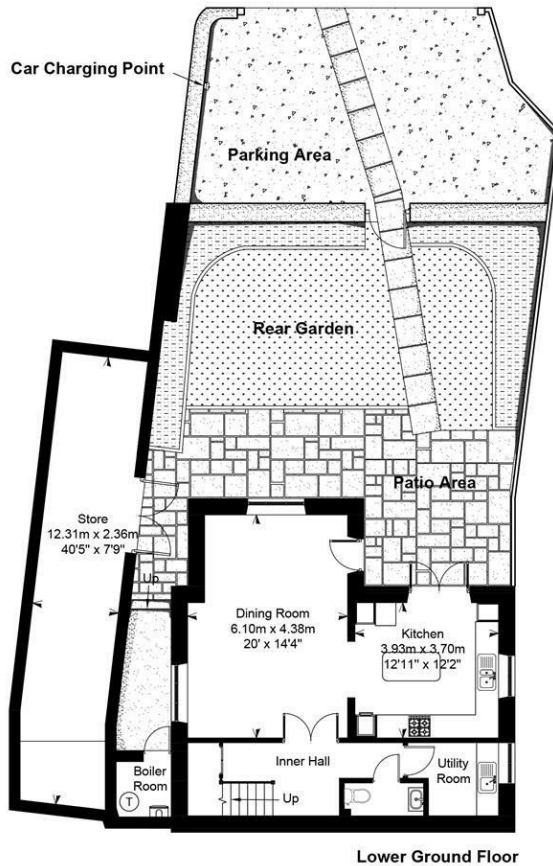 Car Charging Point
Parking Area
Rear Garden
Patio Area
Store
12.31m x 2.36m
40'5" x 7'9"
Up
Dining Room
6.10m x 4.38m
20' x 14'4"
Kitchen
3.93m x 3.70m
12'11" x 12'2"
Inner Hall
Utility
Room
Boiler
Room
T
Up
Lower Ground Floor